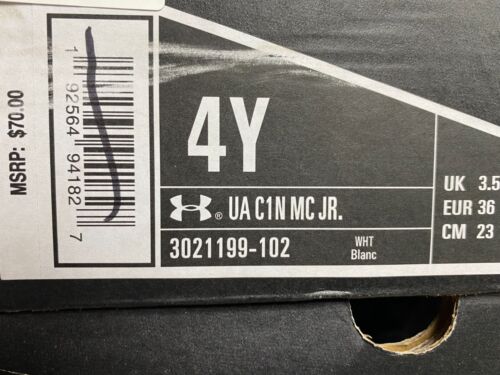 MSRP: $70.00
1 92564 94182 7
4Y
® UA C1N MC JR.
3021199-102
WHT
Blanc
UK 3.5
EUR 36
CM 23